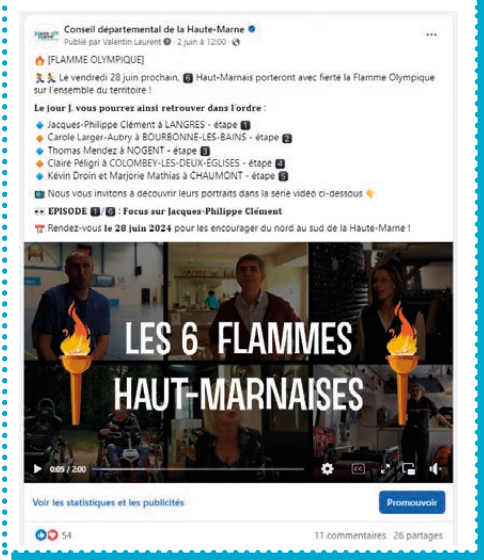 Conseil départemental de la Haute-Marne
Publié par Valentin Laurent · 2 juin à 12:00 ·
🔥 [FLAMME OLYMPIQUE]
🏃🏃 Le vendredi 28 juin prochain, 6 Haut-Marnais porteront avec fierté la Flamme Olympique
sur l'ensemble du territoire !
Le jour J, vous pourrez ainsi retrouver dans l'ordre :
🔹 Jacques-Philippe Clément à LANGRES - étape 1
🔸 Carole Larger-Aubry à BOURBONNE-LES-BAINS - étape 2
🔹 Thomas Mendez à NOGENT - étape 3
🔸 Claire Péligri à COLOMBEY-LES-DEUX-ÉGLISES - étape 4
🔹 Kévin Droin et Marjorie Mathias à CHAUMONT - étape 5
Nous vous invitons à découvrir leurs portraits dans la série vidéo ci-dessous 👇
👀 EPISODE 1/6 : Focus sur Jacques-Philippe Clément
📅 Rendez-vous le 28 juin 2024 pour les encourager du nord au sud de la Haute-Marne !
LES 6 FLAMMES
HAUT-MARNAISES
0:05 / 2:00
Voir les statistiques et les publicités
Promouvoir
54
11 commentaires 26 partages